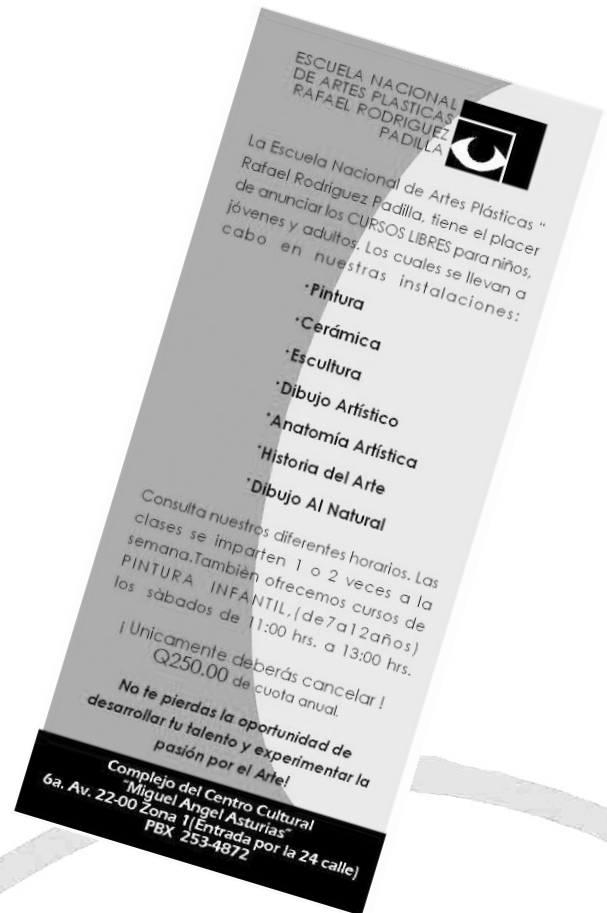 ESCUELA NACIONAL
DE ARTES PLASTICAS
RAFAEL RODRIGUEZ
PADILLA
La Escuela Nacional de Artes Plásticas "
Rafael Rodriguez Padilla, tiene el placer
de anunciar los CURSOS LIBRES para niños,
jóvenes y adultos. Los cuales se llevan a
cabo en nuestras instalaciones:
·Pintura
·Cerámica
·Escultura
·Dibujo Artístico
·Anatomía Artística
·Historia del Arte
·Dibujo Al Natural
Consulta nuestros diferentes horarios. Las
clases se imparten 1 o 2 veces a la
semana.Tambièn ofrecemos cursos de
PINTURA INFANTIL,(de7a12años)
los sàbados de 11:00 hrs. a 13:00 hrs.
¡Unicamente deberás cancelar!
Q250.00 de cuota anual.
No te pierdas la oportunidad de
desarrollar tu talento y experimentar la
pasión por el Arte!
Complejo del Centro Cultural
"Miguel Angel Asturias"
6a. Av. 22-00 Zona 1(Entrada por la 24 calle)
PBX 253-4872